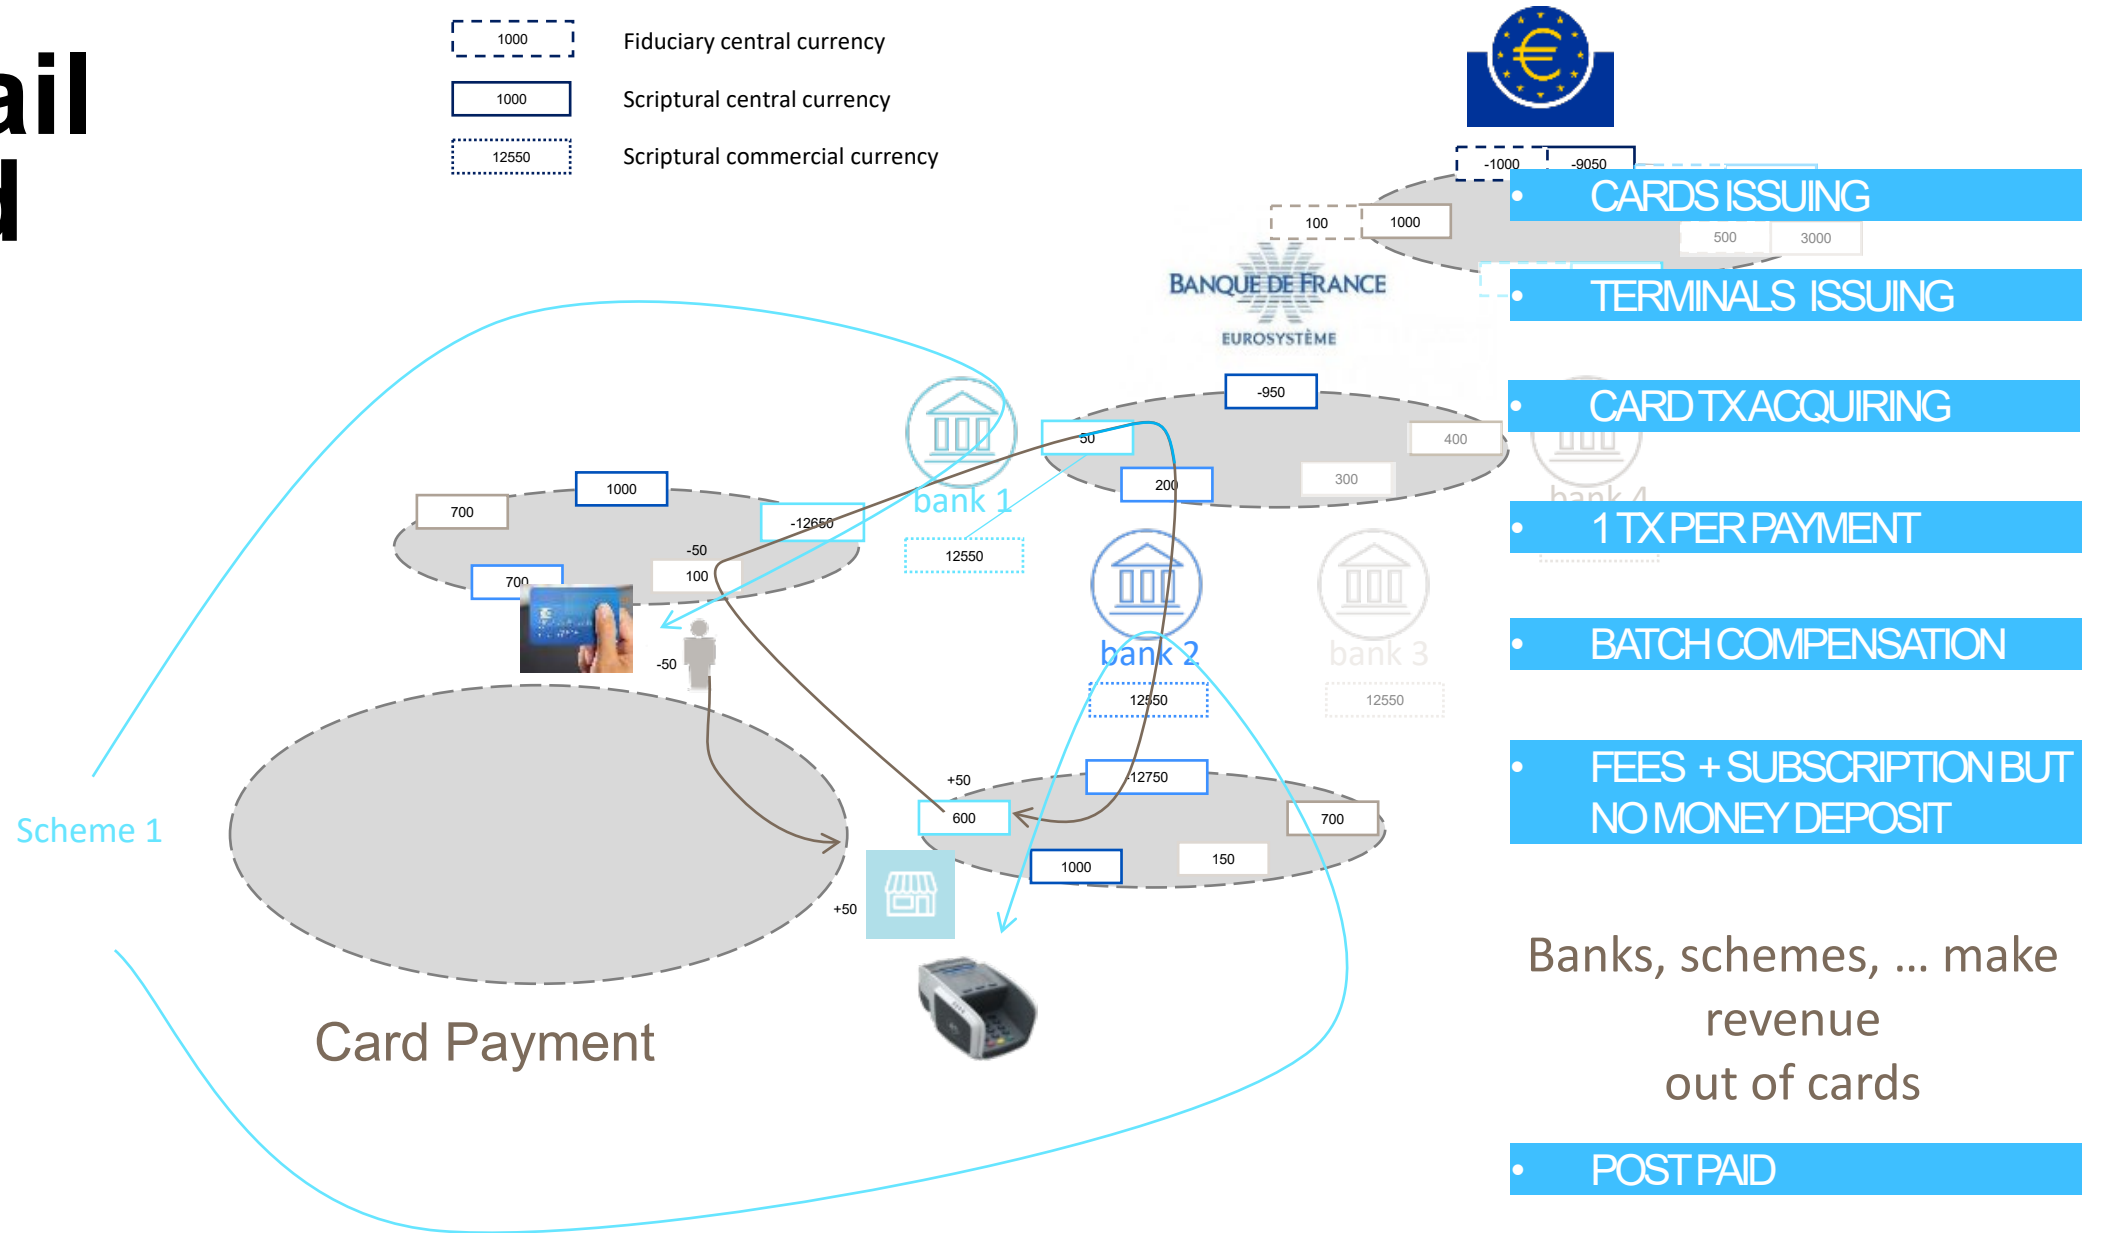 ail
d
1000 Fiduciary central currency
1000 Scriptural central currency
12550 Scriptural commercial currency
-1000 -9050
100 1000
500 3000
BANQUE DE FRANCE
EUROSYSTÈME
-950
50
400
200
300
bank 1
12550
bank 2
12550
bank 3
12550
bank 4
1000
700
-12650
-50
100
700
-50
+50
-12750
600
700
1000
150
+50
Scheme 1
Card Payment
• CARDS ISSUING
• TERMINALS ISSUING
• CARD TX ACQUIRING
• 1 TX PER PAYMENT
• BATCH COMPENSATION
• FEES + SUBSCRIPTION BUT
NO MONEY DEPOSIT
Banks, schemes, ... make
revenue
out of cards
• POST PAID